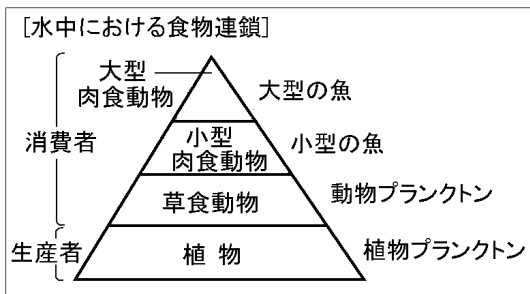 [水中における食物連鎖]
大型
肉食動物
大型の魚
消費者
小型
肉食動物
小型の魚
草食動物
動物プランクトン
生産者
植物
植物プランクトン